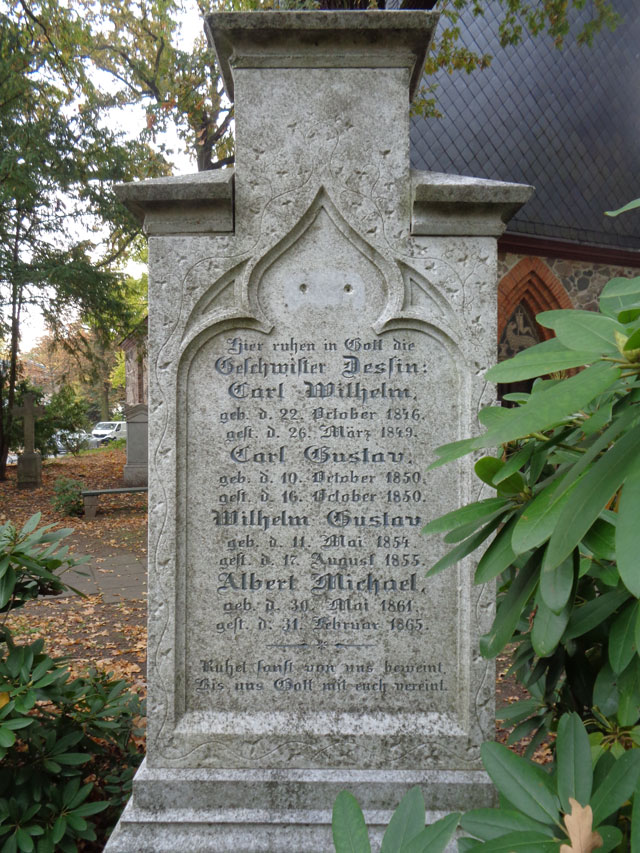 Hier ruhen in Gott die
Geschwister Dessin:
Carl Wilhelm,
geb. d. 22. October 1846,
gest. d. 26. März 1849.
Carl Gustav,
geb. d. 10. October 1850,
gest. d. 16. October 1850.
Wilhelm Gustav
geb. d. 11. Mai 1854.
gest. d. 17. August 1855.
Albert Michael,
geb. d. 30. Mai 1861,
gest. d. 31. Februar 1865.
Ruhet sanft von uns beweint,
Bis uns Gott mit euch vereint.